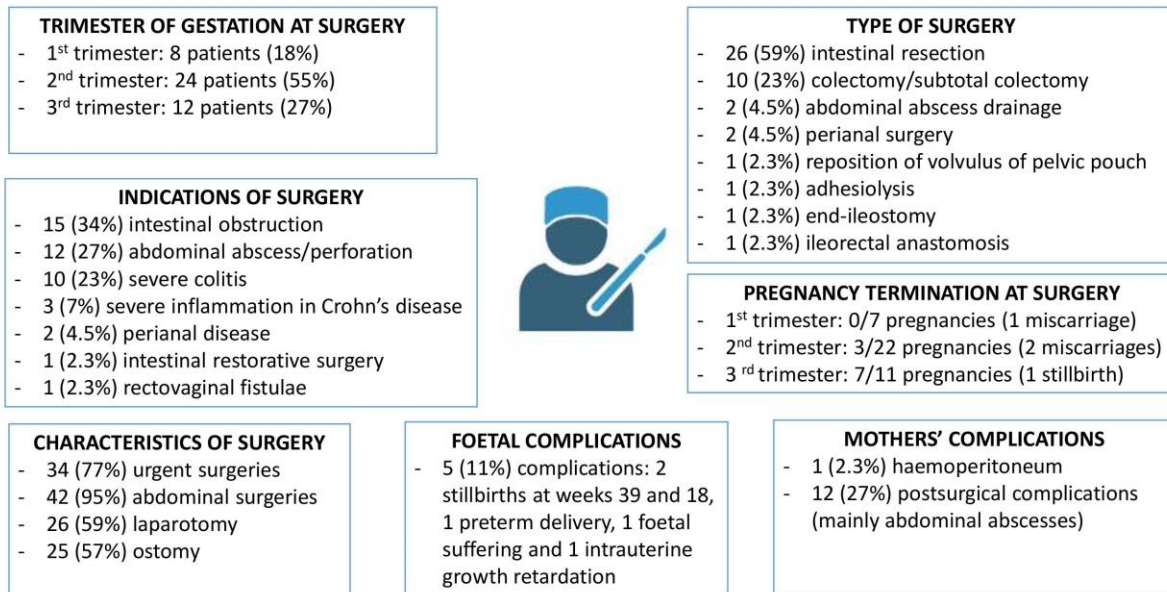 TRIMESTER OF GESTATION AT SURGERY
- 1st trimester: 8 patients (18%)
- 2nd trimester: 24 patients (55%)
- 3rd trimester: 12 patients (27%)
INDICATIONS OF SURGERY
- 15 (34%) intestinal obstruction
- 12 (27%) abdominal abscess/perforation
- 10 (23%) severe colitis
- 3 (7%) severe inflammation in Crohn's disease
- 2 (4.5%) perianal disease
- 1 (2.3%) intestinal restorative surgery
- 1 (2.3%) rectovaginal fistulae
TYPE OF SURGERY
- 26 (59%) intestinal resection
- 10 (23%) colectomy/subtotal colectomy
- 2 (4.5%) abdominal abscess drainage
- 2 (4.5%) perianal surgery
- 1 (2.3%) reposition of volvulus of pelvic pouch
- 1 (2.3%) adhesiolysis
- 1 (2.3%) end-ileostomy
- 1 (2.3%) ileorectal anastomosis
PREGNANCY TERMINATION AT SURGERY
- 1st trimester: 0/7 pregnancies (1 miscarriage)
- 2nd trimester: 3/22 pregnancies (2 miscarriages)
- 3 rd trimester: 7/11 pregnancies (1 stillbirth)
CHARACTERISTICS OF SURGERY
- 34 (77%) urgent surgeries
- 42 (95%) abdominal surgeries
- 26 (59%) laparotomy
- 25 (57%) ostomy
FOETAL COMPLICATIONS
- 5 (11%) complications: 2
stillbirths at weeks 39 and 18,
1 preterm delivery, 1 foetal
suffering and 1 intrauterine
growth retardation
MOTHERS' COMPLICATIONS
- 1 (2.3%) haemoperitoneum
- 12 (27%) postsurgical complications
(mainly abdominal abscesses)